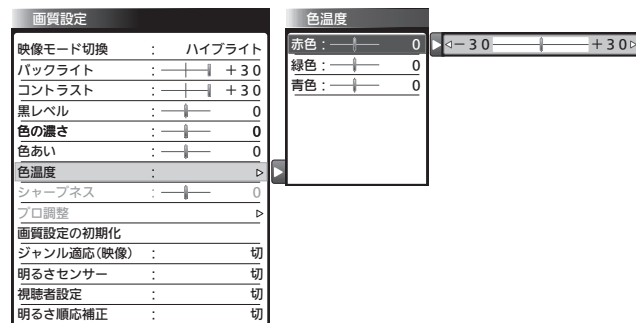 画質設定
映像モード切換 : ハイブライト
バックライト : +30
コントラスト : +30
黒レベル : 0
色の濃さ : 0
色あい : 0
色温度 :
シャープネス : 0
プロ調整
画質設定の初期化
ジャンル適応(映像) : 切
明るさセンサー : 切
視聴者設定 : 切
明るさ順応補正 : 切
色温度
赤色 : 0
緑色 : 0
青色 : 0
−30 +30